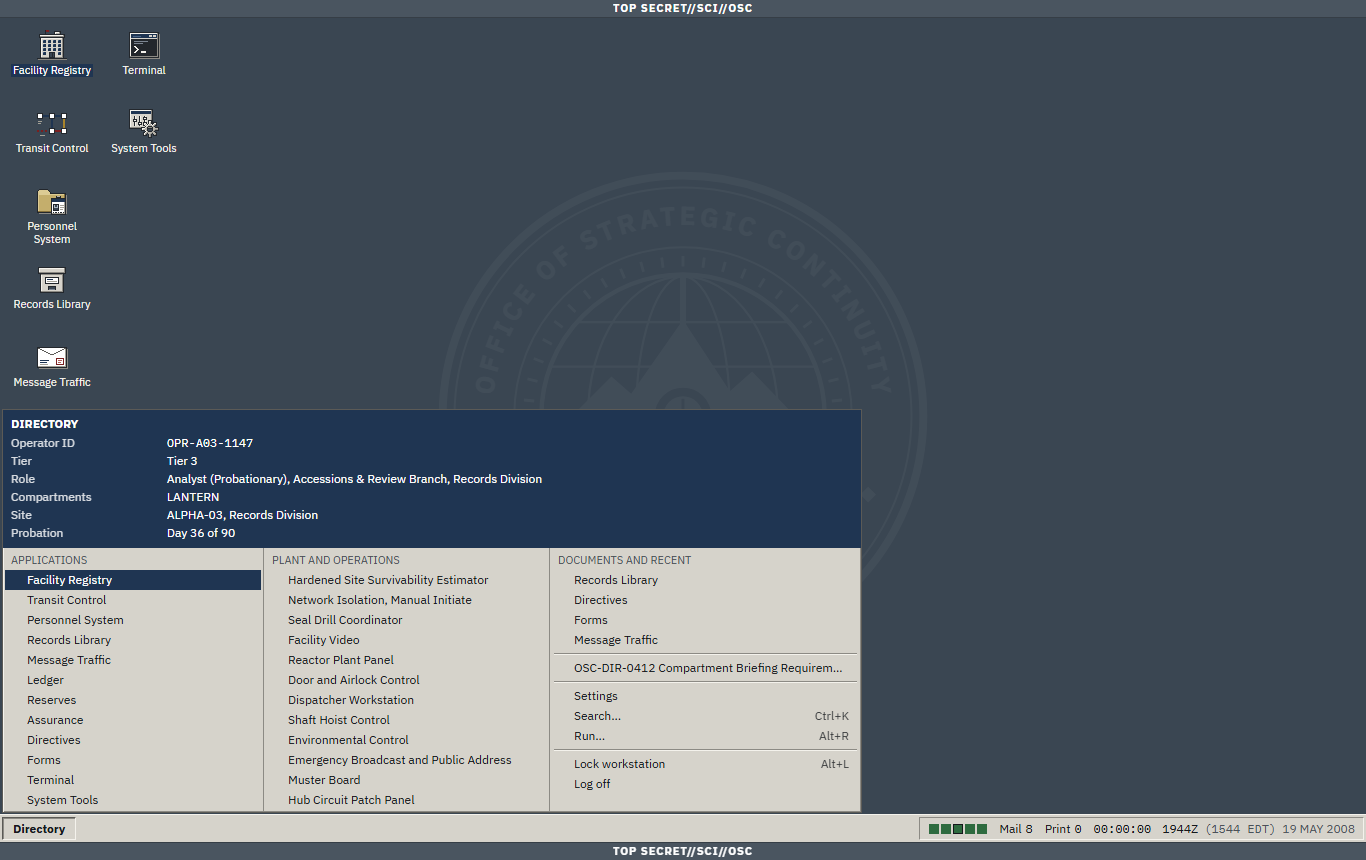 TOP SECRET//SCI//OSC
Facility Registry
Terminal
Transit Control
System Tools
Personnel
System
Records Library
Message Traffic
OFFICE OF STRATEGIC CONTINUITY
DIRECTORY
Operator ID OPR-A03-1147
Tier Tier 3
Role Analyst (Probationary), Accessions & Review Branch, Records Division
Compartments LANTERN
Site ALPHA-03, Records Division
Probation Day 36 of 90
APPLICATIONS
Facility Registry
Transit Control
Personnel System
Records Library
Message Traffic
Ledger
Reserves
Assurance
Directives
Forms
Terminal
System Tools
PLANT AND OPERATIONS
Hardened Site Survivability Estimator
Network Isolation, Manual Initiate
Seal Drill Coordinator
Facility Video
Reactor Plant Panel
Door and Airlock Control
Dispatcher Workstation
Shaft Hoist Control
Environmental Control
Emergency Broadcast and Public Address
Muster Board
Hub Circuit Patch Panel
DOCUMENTS AND RECENT
Records Library
Directives
Forms
Message Traffic
OSC-DIR-0412 Compartment Briefing Requirem...
Settings
Search... Ctrl+K
Run... Alt+R
Lock workstation Alt+L
Log off
Directory
Mail 8 Print 0 00:00:00 1944Z (1544 EDT) 19 MAY 2008
TOP SECRET//SCI//OSC